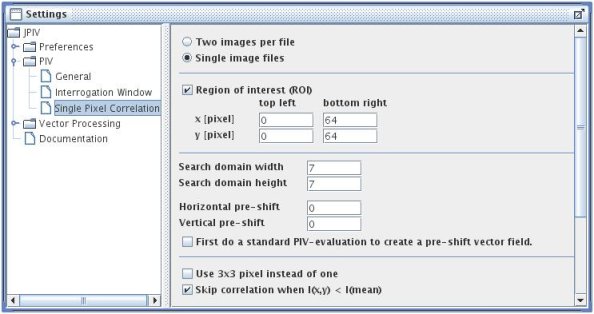 Settings
JPIV
Preferences
PIV
General
Interrogation Window
Single Pixel Correlation
Vector Processing
Documentation
Two images per file
Single image files
Region of interest (ROI)
top left bottom right
x [pixel] 0 64
y [pixel] 0 64
Search domain width 7
Search domain height 7
Horizontal pre-shift 0
Vertical pre-shift 0
First do a standard PIV-evaluation to create a pre-shift vector field.
Use 3x3 pixel instead of one
Skip correlation when I(x,y) < I(mean)